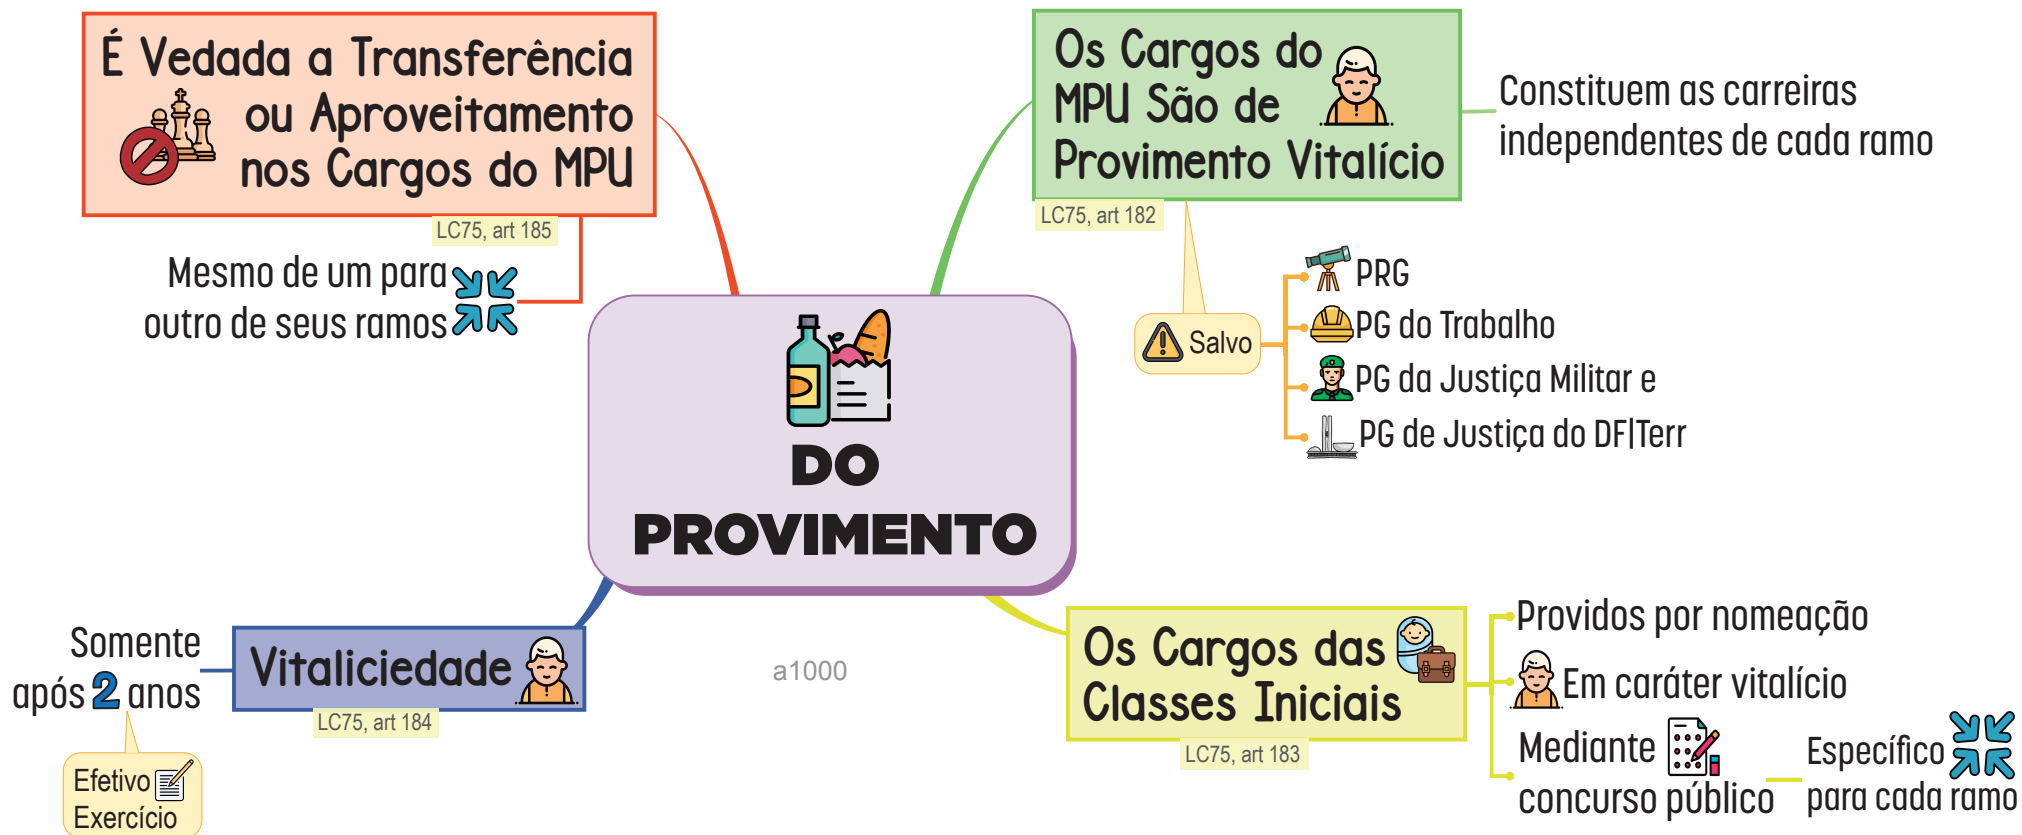 É Vedada a Transferência
ou Aproveitamento
nos Cargos do MPU
LC75, art 185
Mesmo de um para
outro de seus ramos
Os Cargos do
MPU São de
Provimento Vitalício
LC75, art 182
Constituem as carreiras
independentes de cada ramo
Salvo
PRG
PG do Trabalho
PG da Justiça Militar e
PG de Justiça do DF|Terr
DO
PROVIMENTO
a1000
Vitaliciedade
LC75, art 184
Somente
após 2 anos
Efetivo
Exercício
Os Cargos das
Classes Iniciais
LC75, art 183
Providos por nomeação
Em caráter vitalício
Mediante
concurso público
Específico
para cada ramo